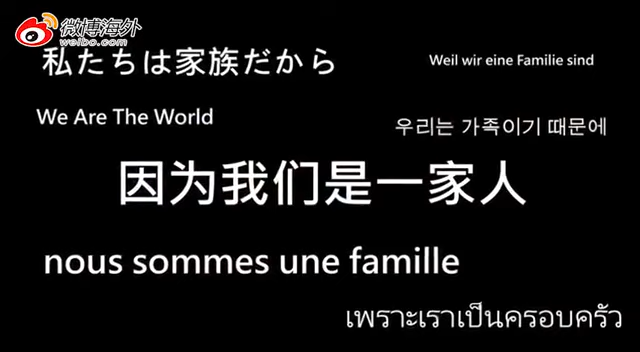 微博海外
weibo.com
私たちは家族だから
Weil wir eine Familie sind
We Are The World
우리는 가족이기 때문에
因为我们是一家人
nous sommes une famille
เพราะเราเป็นครอบครัว